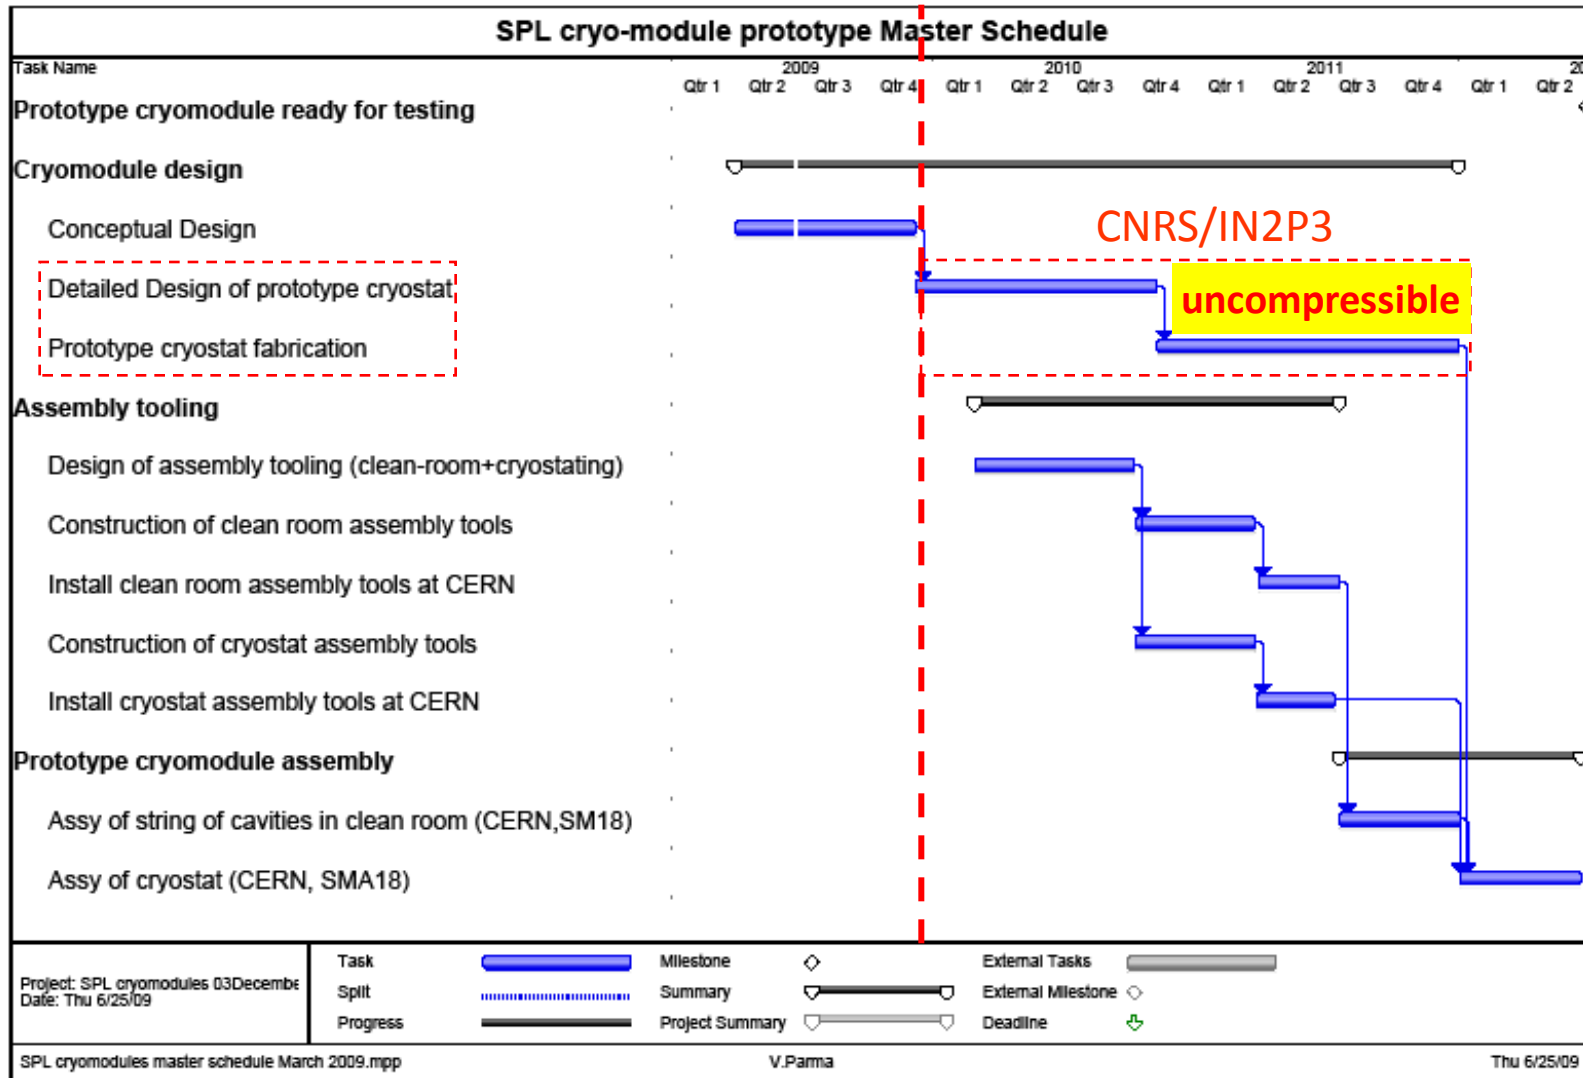 SPL cryo-module prototype Master Schedule
Task Name
2009 2010 2011 20
Qtr 1 Qtr 2 Qtr 3 Qtr 4 Qtr 1 Qtr 2 Qtr 3 Qtr 4 Qtr 1 Qtr 2 Qtr 3 Qtr 4 Qtr 1 Qtr 2
Prototype cryomodule ready for testing
Cryomodule design
Conceptual Design
CNRS/IN2P3
Detailed Design of prototype cryostat
uncompressible
Prototype cryostat fabrication
Assembly tooling
Design of assembly tooling (clean-room+cryostating)
Construction of clean room assembly tools
Install clean room assembly tools at CERN
Construction of cryostat assembly tools
Install cryostat assembly tools at CERN
Prototype cryomodule assembly
Assy of string of cavities in clean room (CERN,SM18)
Assy of cryostat (CERN, SMA18)
Project: SPL cryomodules 03Decembe
Date: Thu 6/25/09
Task Milestone External Tasks
Split Summary External Milestone
Progress Project Summary Deadline
SPL cryomodules master schedule March 2009.mpp V.Parma Thu 6/25/09